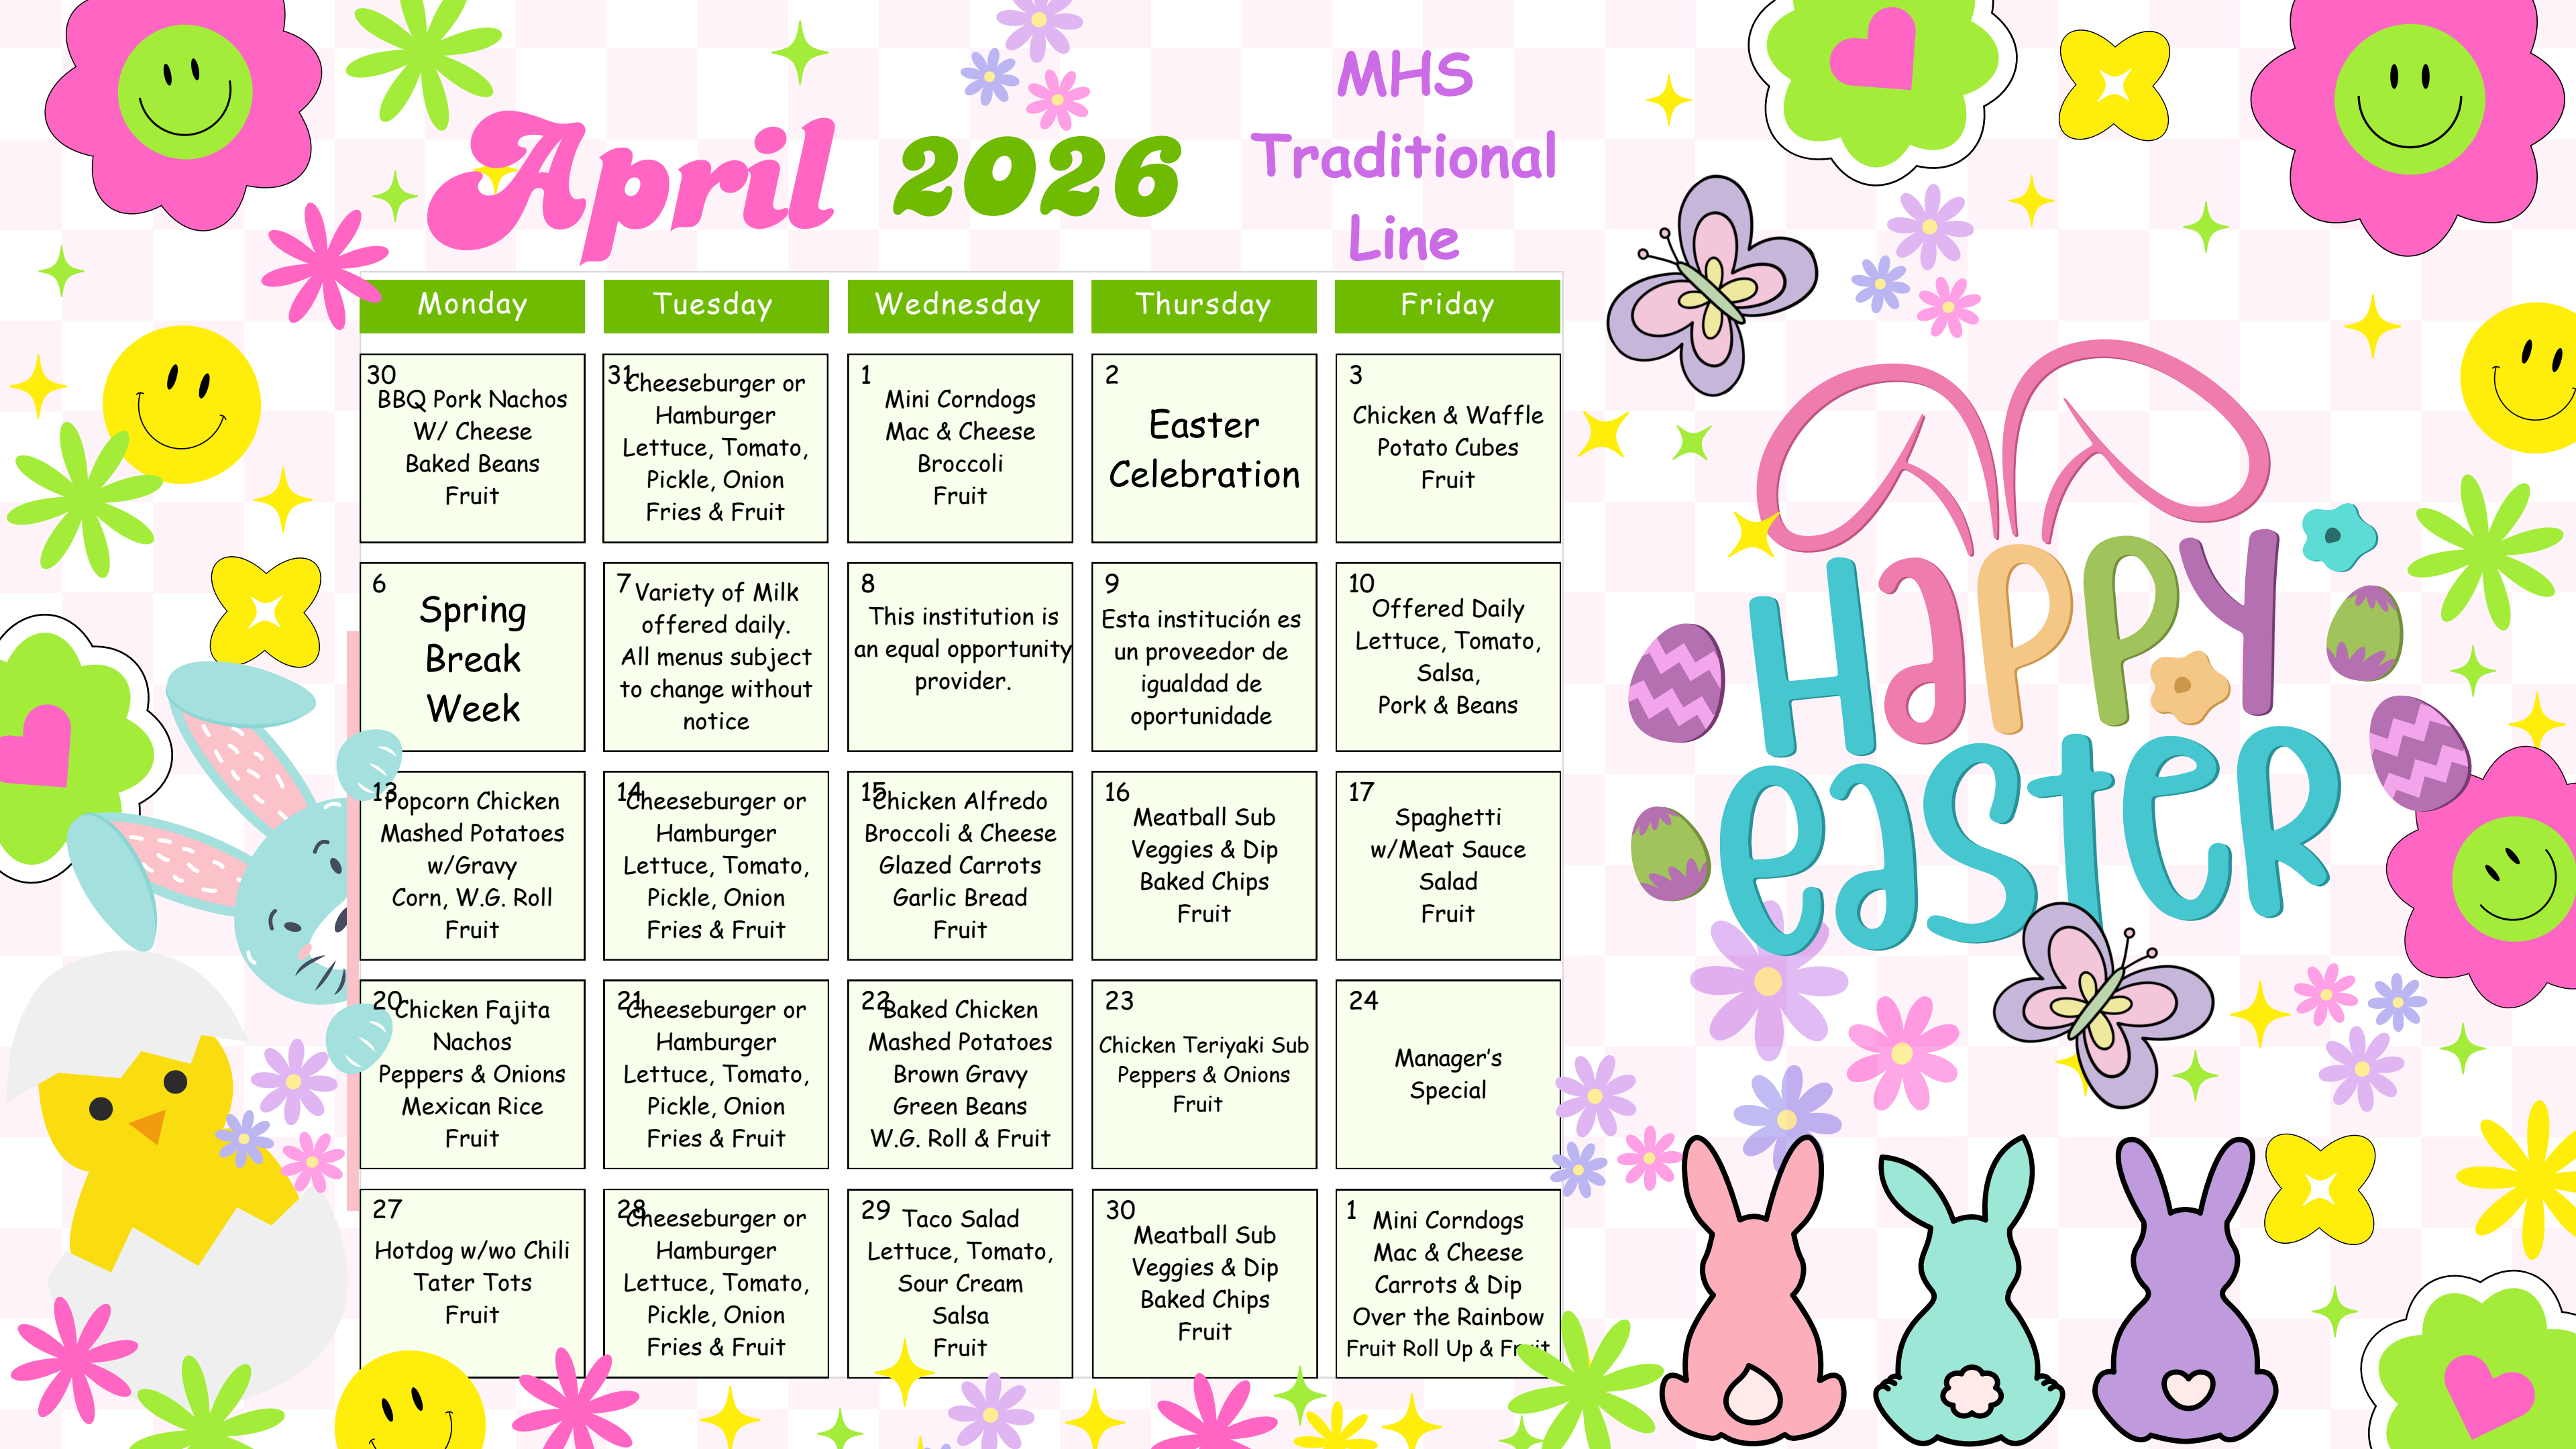 April 2026
MHS
Traditional
Line
Monday
Tuesday
Wednesday
Thursday
Friday
30
BBQ Pork Nachos
W/ Cheese
Baked Beans
Fruit
31
Cheeseburger or
Hamburger
Lettuce, Tomato,
Pickle, Onion
Fries & Fruit
1
Mini Corndogs
Mac & Cheese
Broccoli
Fruit
2
Easter
Celebration
3
Chicken & Waffle
Potato Cubes
Fruit
6
Spring
Break
Week
7
Variety of Milk
offered daily.
All menus subject
to change without
notice
8
This institution is
an equal opportunity
provider.
9
Esta institución es
un proveedor de
igualdad de
oportunidade
10
Offered Daily
Lettuce, Tomato,
Salsa,
Pork & Beans
13
Popcorn Chicken
Mashed Potatoes
w/Gravy
Corn, W.G. Roll
Fruit
14
Cheeseburger or
Hamburger
Lettuce, Tomato,
Pickle, Onion
Fries & Fruit
15
Chicken Alfredo
Broccoli & Cheese
Glazed Carrots
Garlic Bread
Fruit
16
Meatball Sub
Veggies & Dip
Baked Chips
Fruit
17
Spaghetti
w/Meat Sauce
Salad
Fruit
20
Chicken Fajita
Nachos
Peppers & Onions
Mexican Rice
Fruit
21
Cheeseburger or
Hamburger
Lettuce, Tomato,
Pickle, Onion
Fries & Fruit
22
Baked Chicken
Mashed Potatoes
Brown Gravy
Green Beans
W.G. Roll & Fruit
23
Chicken Teriyaki Sub
Peppers & Onions
Fruit
24
Manager's
Special
27
Hotdog w/wo Chili
Tater Tots
Fruit
28
Cheeseburger or
Hamburger
Lettuce, Tomato,
Pickle, Onion
Fries & Fruit
29
Taco Salad
Lettuce, Tomato,
Sour Cream
Salsa
Fruit
30
Meatball Sub
Veggies & Dip
Baked Chips
Fruit
1
Mini Corndogs
Mac & Cheese
Carrots & Dip
Over the Rainbow
Fruit Roll Up & Fruit
Happy
easter